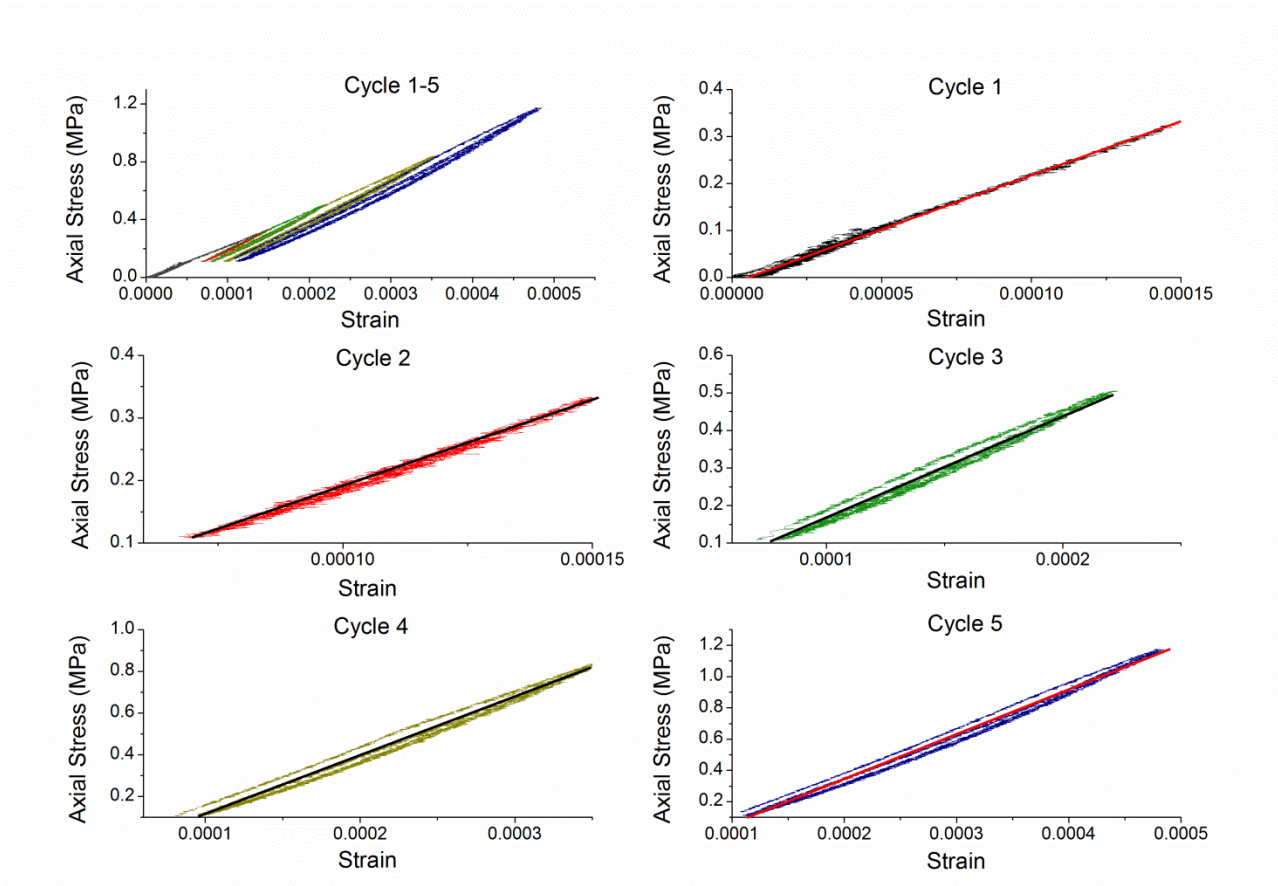 Cycle 1-5
Axial Stress (MPa)
1.2
0.8
0.4
0.0
0.0000 0.0001 0.0002 0.0003 0.0004 0.0005
Strain
Cycle 1
Axial Stress (MPa)
0.4
0.3
0.2
0.1
0.0
0.00000 0.00005 0.00010 0.00015
Strain
Cycle 2
Axial Stress (MPa)
0.4
0.3
0.2
0.1
0.00010 0.00015
Strain
Cycle 3
Axial Stress (MPa)
0.6
0.5
0.4
0.3
0.2
0.1
0.0001 0.0002
Strain
Cycle 4
Axial Stress (MPa)
1.0
0.8
0.6
0.4
0.2
0.0001 0.0002 0.0003
Strain
Cycle 5
Axial Stress (MPa)
1.2
1.0
0.8
0.6
0.4
0.2
0.0001 0.0002 0.0003 0.0004 0.0005
Strain